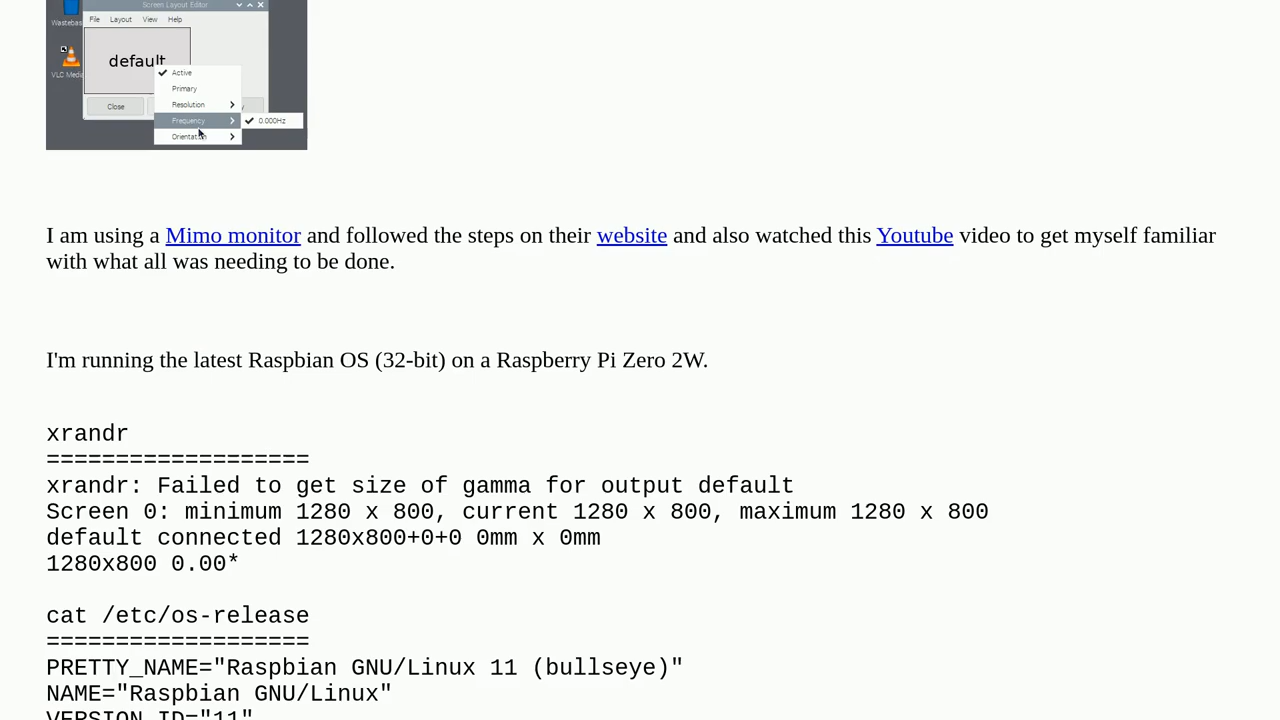 Screen Layout Editor
File Layout View Help
default
Active
Primary
Resolution
Close
Frequency 0.000Hz
VLC
I am using a Mimo monitor and followed the steps on their website and also watched this Youtube video to get myself familiar
with what all was needing to be done.
I'm running the latest Raspbian OS (32-bit) on a Raspberry Pi Zero 2W.
xrandr
===================
xrandr: Failed to get size of gamma for output default
Screen 0: minimum 1280 x 800, current 1280 x 800, maximum 1280 x 800
default connected 1280x800+0+0 0mm x 0mm
1280x800 0.00*
cat /etc/os-release
===================
PRETTY_NAME="Raspbian GNU/Linux 11 (bullseye)"
NAME="Raspbian GNU/Linux"
VERSION_ID="11"